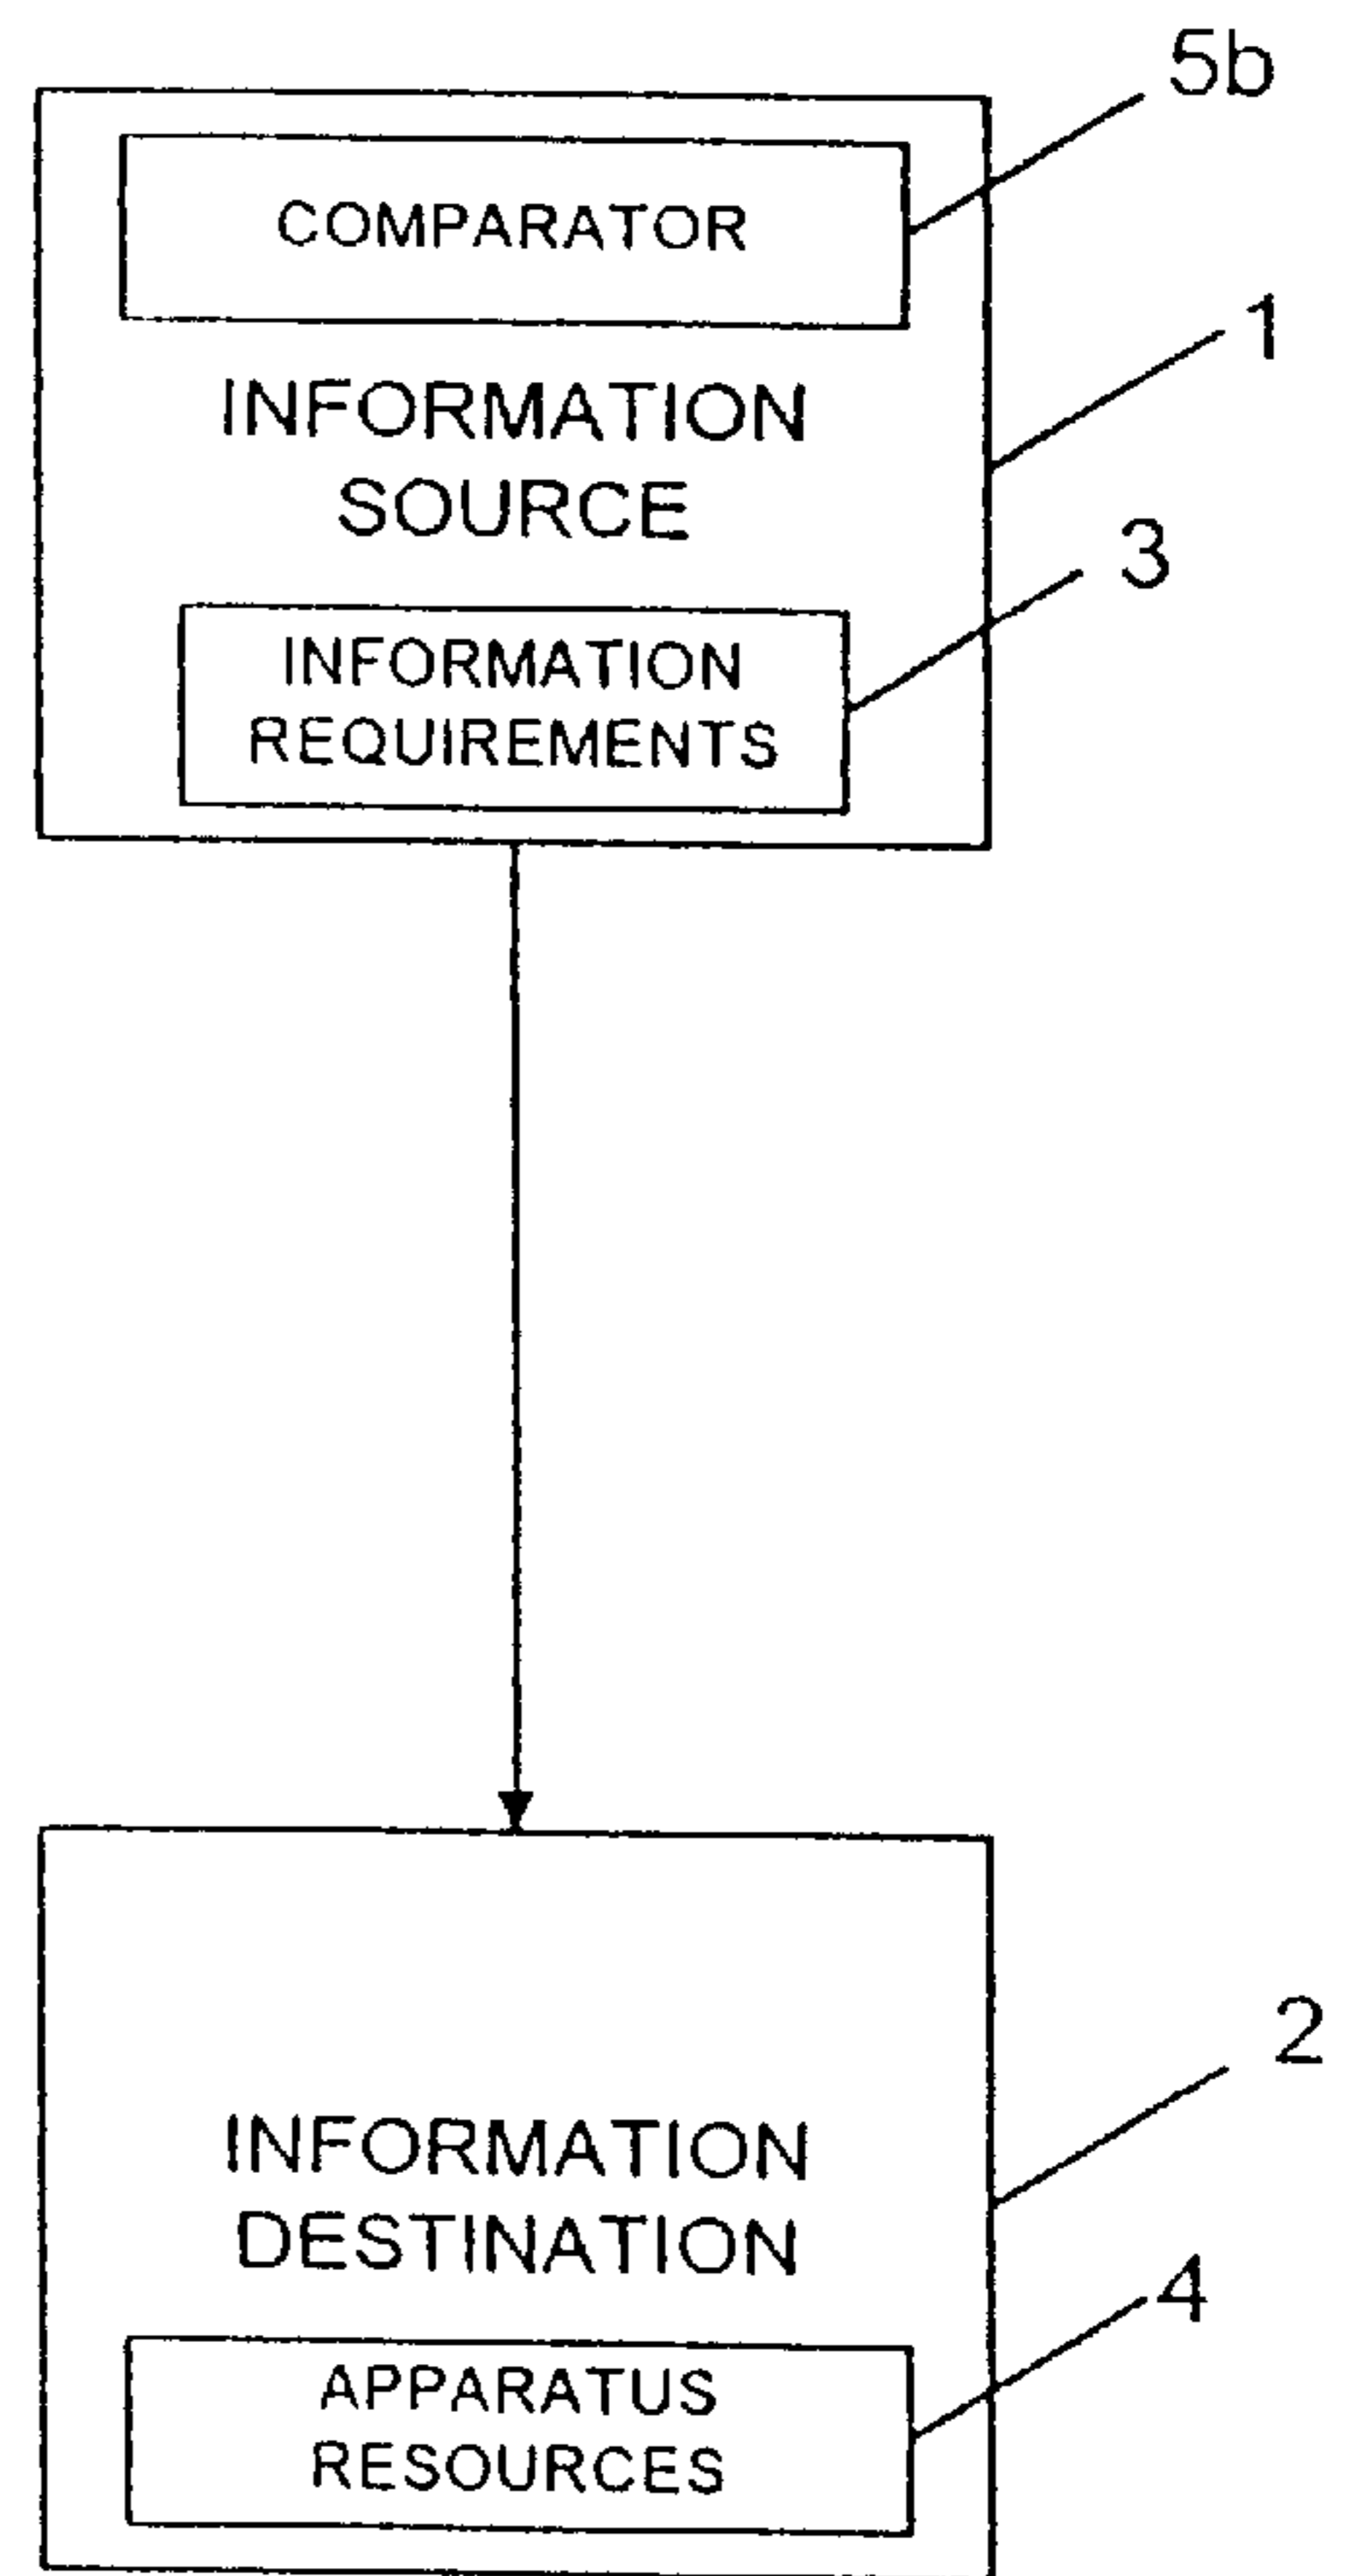 5b
COMPARATOR
1
INFORMATION
SOURCE
3
INFORMATION
REQUIREMENTS
2
INFORMATION
DESTINATION
4
APPARATUS
RESOURCES